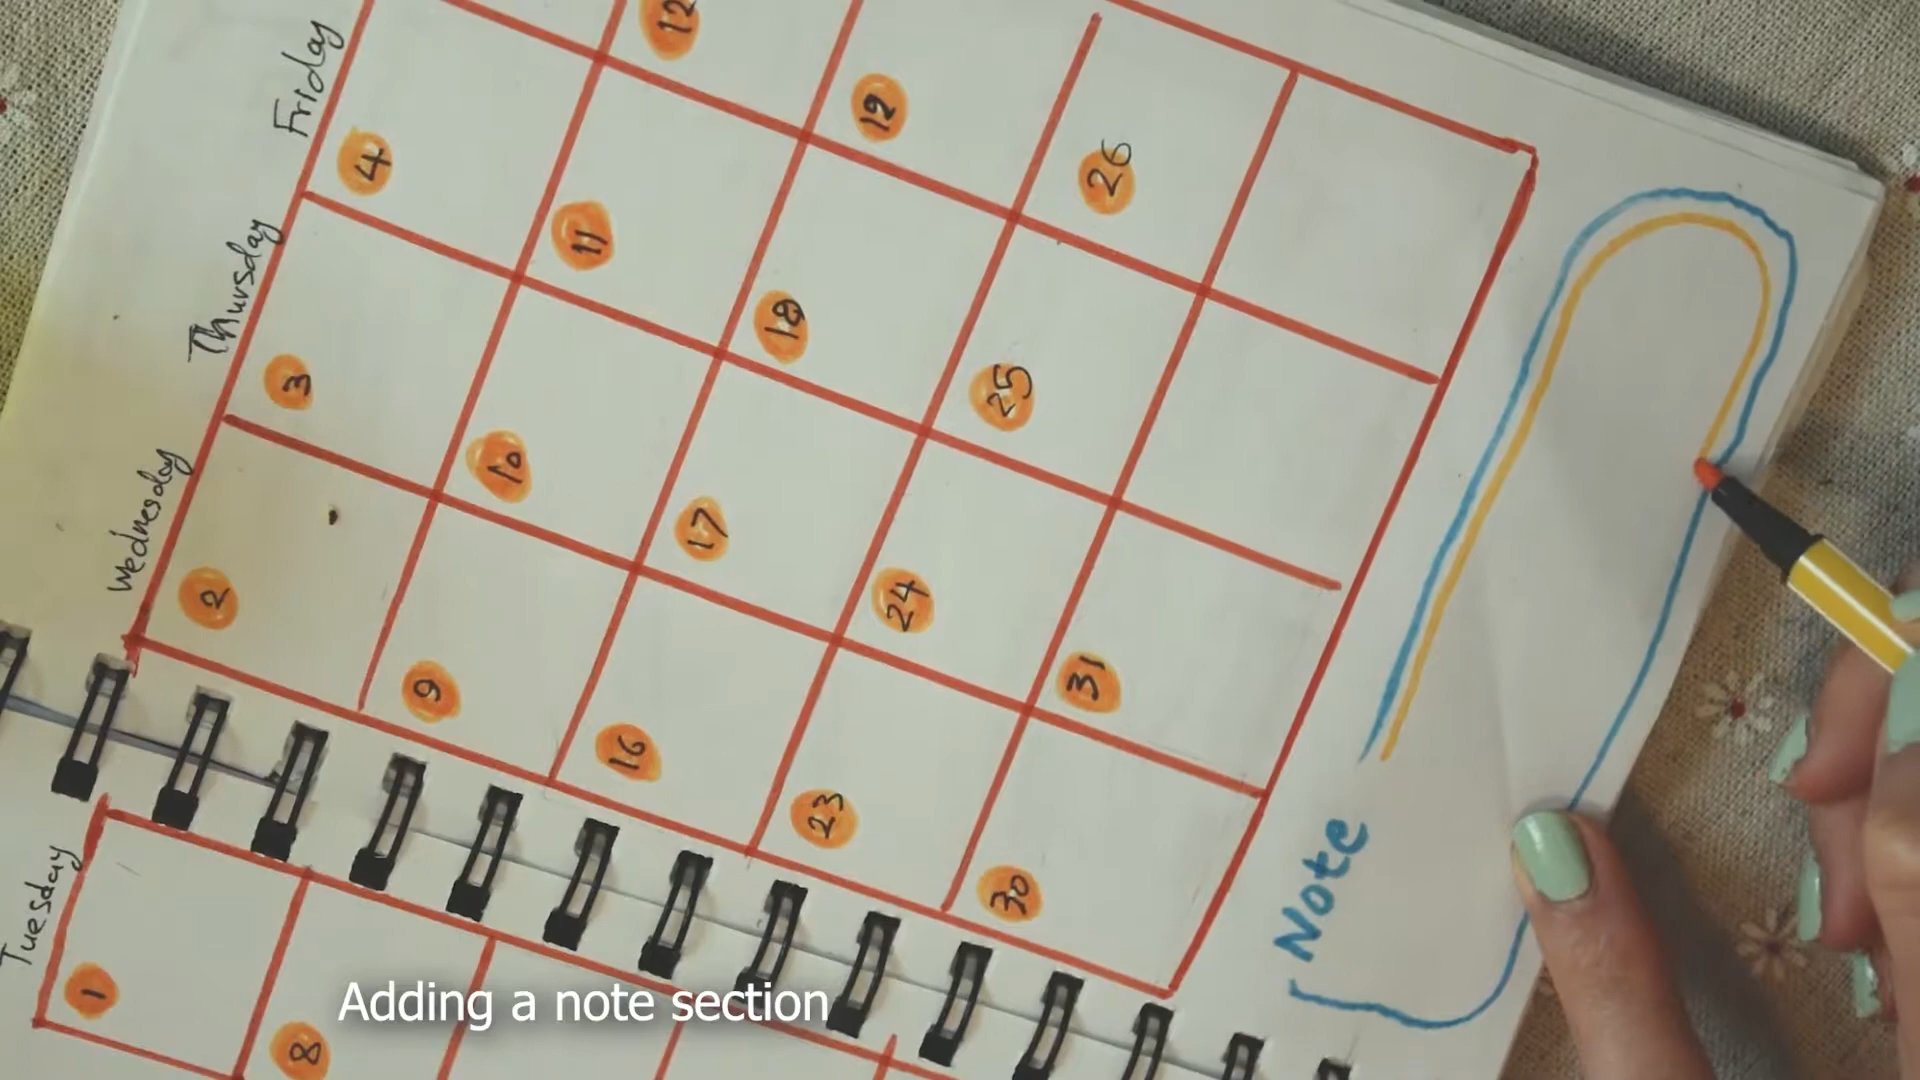 Tuesday Wednesday Thursday Friday
1 2 3 4
8 9 10 11 12
16 17 18 19
23 24 25 26
30 31
Note
Adding a note section